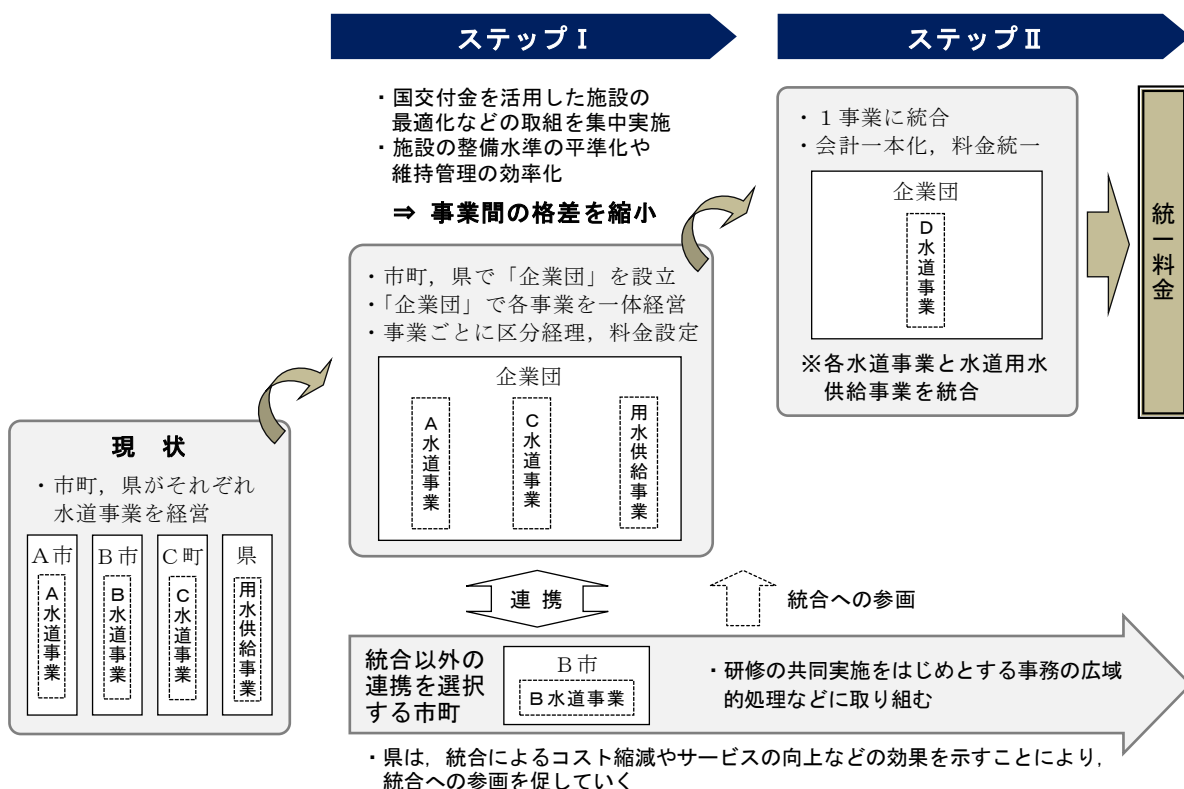 ステップⅠ
ステップⅡ
・国交付金を活用した施設の
最適化などの取組を集中実施
・施設の整備水準の平準化や
維持管理の効率化
⇒ 事業間の格差を縮小
・市町，県で「企業団」を設立
・「企業団」で各事業を一体経営
・事業ごとに区分経理，料金設定
企業団
A水道事業
C水道事業
用水供給事業
・１事業に統合
・会計一本化，料金統一
企業団
D水道事業
※各水道事業と水道用水
供給事業を統合
統一料金
現 状
・市町，県がそれぞれ
水道事業を経営
A市
B市
C町
県
A水道事業
B水道事業
C水道事業
用水供給事業
連 携
統合への参画
統合以外の
連携を選択
する市町
B市
B水道事業
・研修の共同実施をはじめとする事務の広域
的処理などに取り組む
・県は，統合によるコスト縮減やサービスの向上などの効果を示すことにより，
統合への参画を促していく